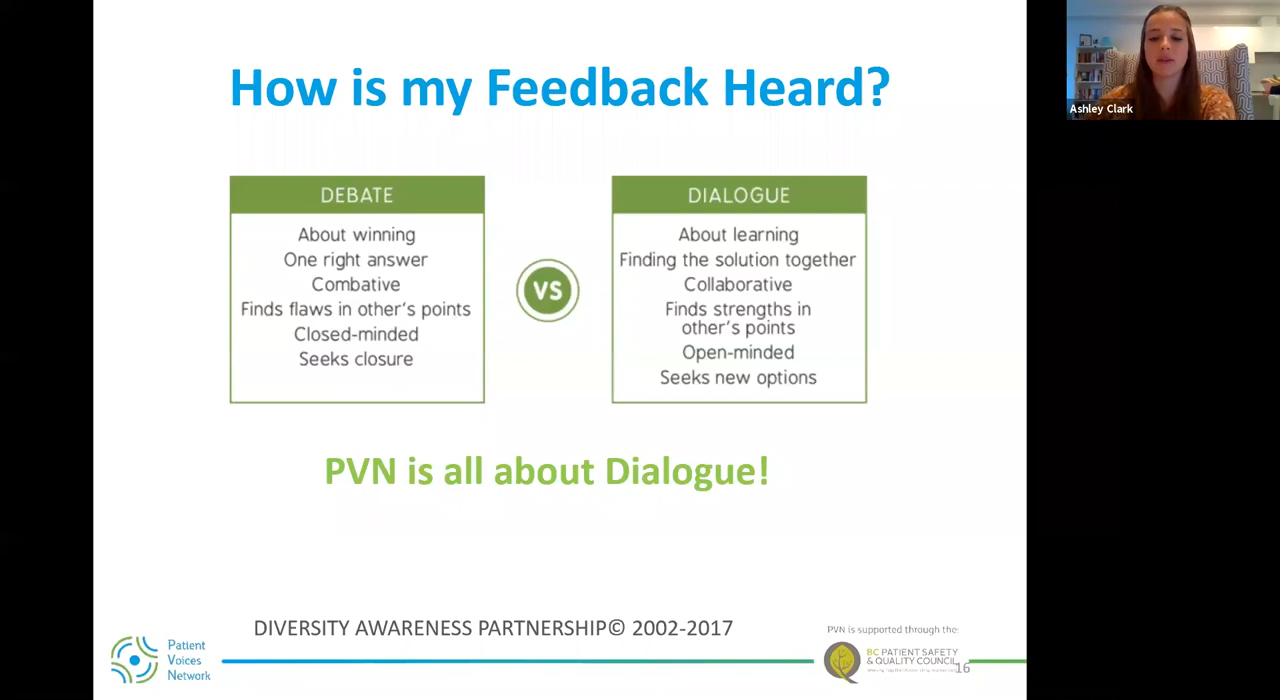 How is my Feedback Heard?
Ashley Clark
DEBATE
About winning
One right answer
Combative
Finds flaws in other's points
Closed-minded
Seeks closure
VS
DIALOGUE
About learning
Finding the solution together
Collaborative
Finds strengths in
other's points
Open-minded
Seeks new options
PVN is all about Dialogue!
DIVERSITY AWARENESS PARTNERSHIP© 2002-2017
Patient
Voices
Network
PVN is supported through the:
BC PATIENT SAFETY
& QUALITY COUNCIL
16